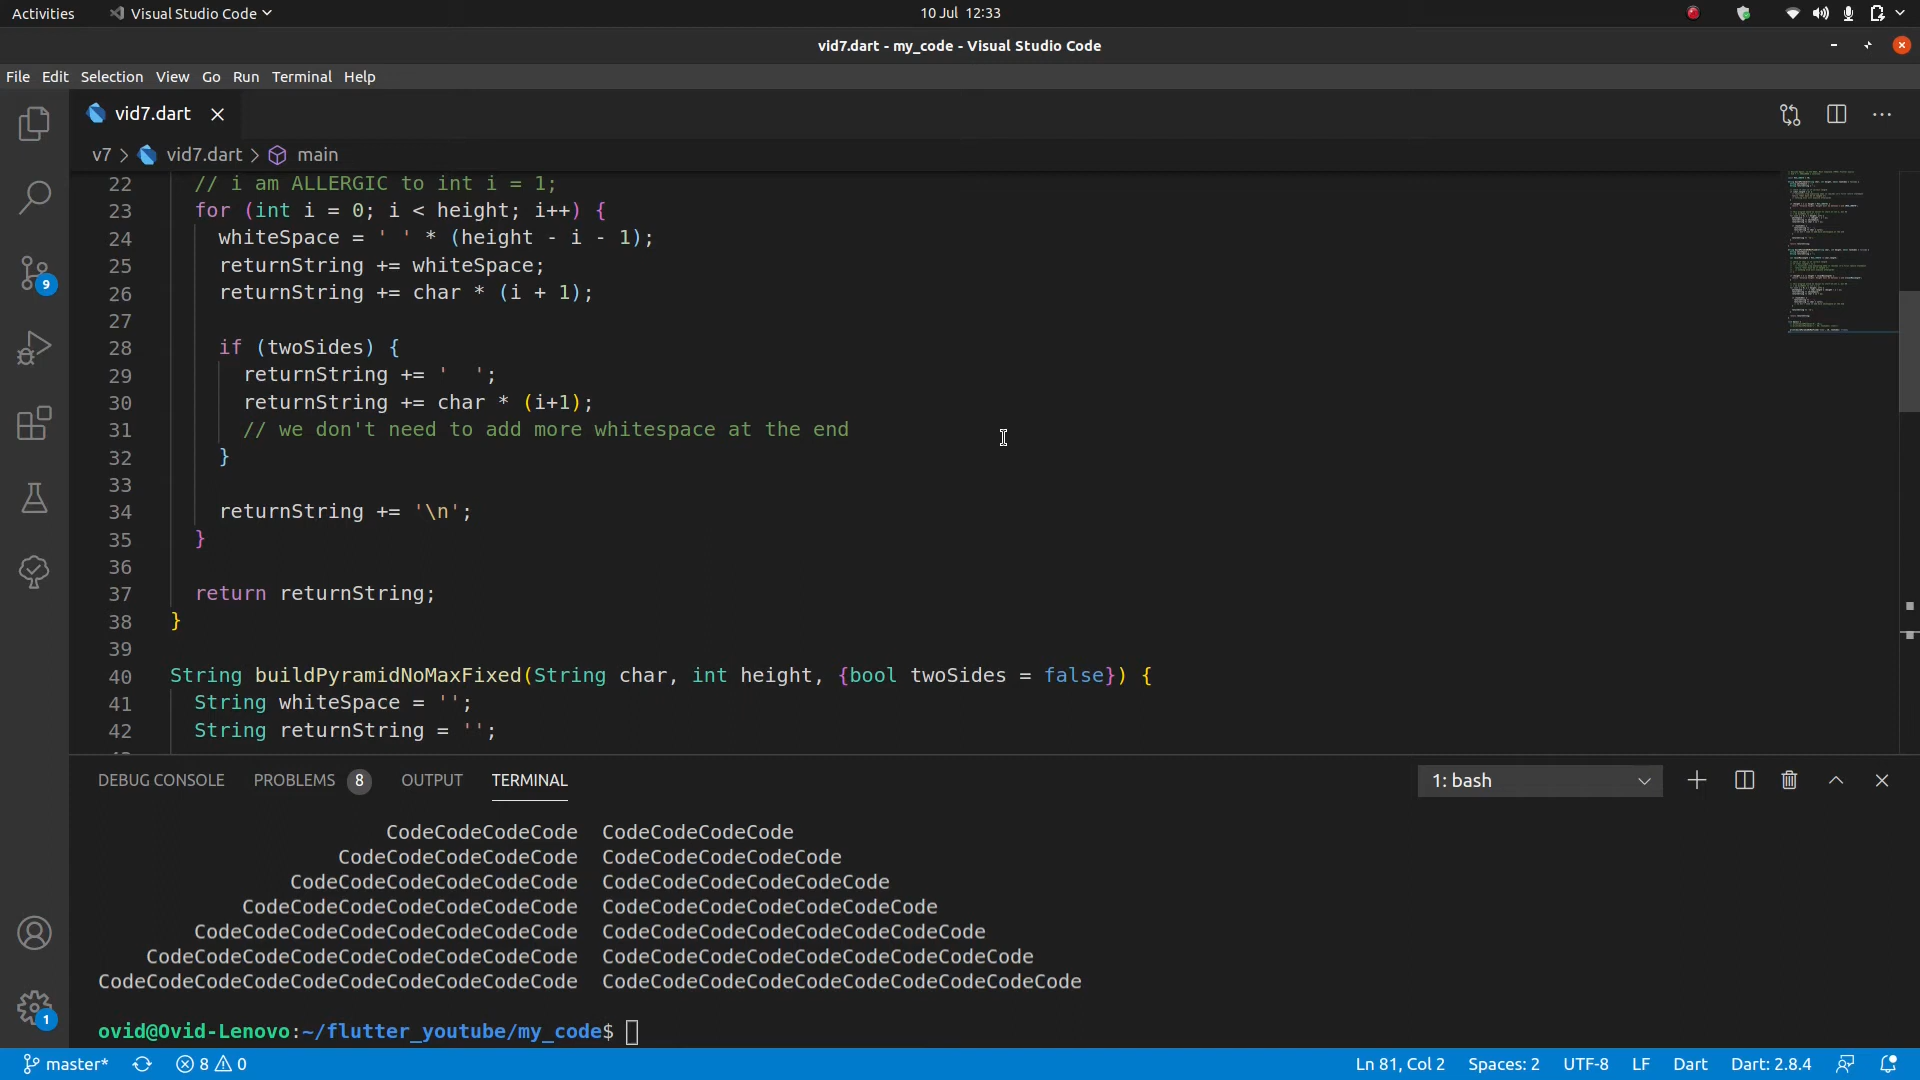 Activities Visual Studio Code 10 Jul 12:33
vid7.dart - my_code - Visual Studio Code
File Edit Selection View Go Run Terminal Help
vid7.dart
v7 > vid7.dart > main
22 // i am ALLERGIC to int i = 1;
23 for (int i = 0; i < height; i++) {
24 whiteSpace = ' ' * (height - i - 1);
25 returnString += whiteSpace;
26 returnString += char * (i + 1);
27
28 if (twoSides) {
29 returnString += '  ';
30 returnString += char * (i+1);
31 // we don't need to add more whitespace at the end
32 }
33
34 returnString += '\n';
35 }
36
37 return returnString;
38 }
39
40 String buildPyramidNoMaxFixed(String char, int height, {bool twoSides = false}) {
41 String whiteSpace = '';
42 String returnString = '';
9
DEBUG CONSOLE PROBLEMS 8 OUTPUT TERMINAL 1: bash
CodeCodeCodeCode  CodeCodeCodeCode
CodeCodeCodeCodeCode  CodeCodeCodeCodeCode
CodeCodeCodeCodeCodeCode  CodeCodeCodeCodeCodeCode
CodeCodeCodeCodeCodeCodeCode  CodeCodeCodeCodeCodeCodeCode
CodeCodeCodeCodeCodeCodeCodeCode  CodeCodeCodeCodeCodeCodeCodeCode
CodeCodeCodeCodeCodeCodeCodeCodeCode  CodeCodeCodeCodeCodeCodeCodeCodeCode
CodeCodeCodeCodeCodeCodeCodeCodeCodeCode  CodeCodeCodeCodeCodeCodeCodeCodeCodeCode
ovid@Ovid-Lenovo:~/flutter_youtube/my_code$
1
master* 8 0 Ln 81, Col 2 Spaces: 2 UTF-8 LF Dart Dart: 2.8.4